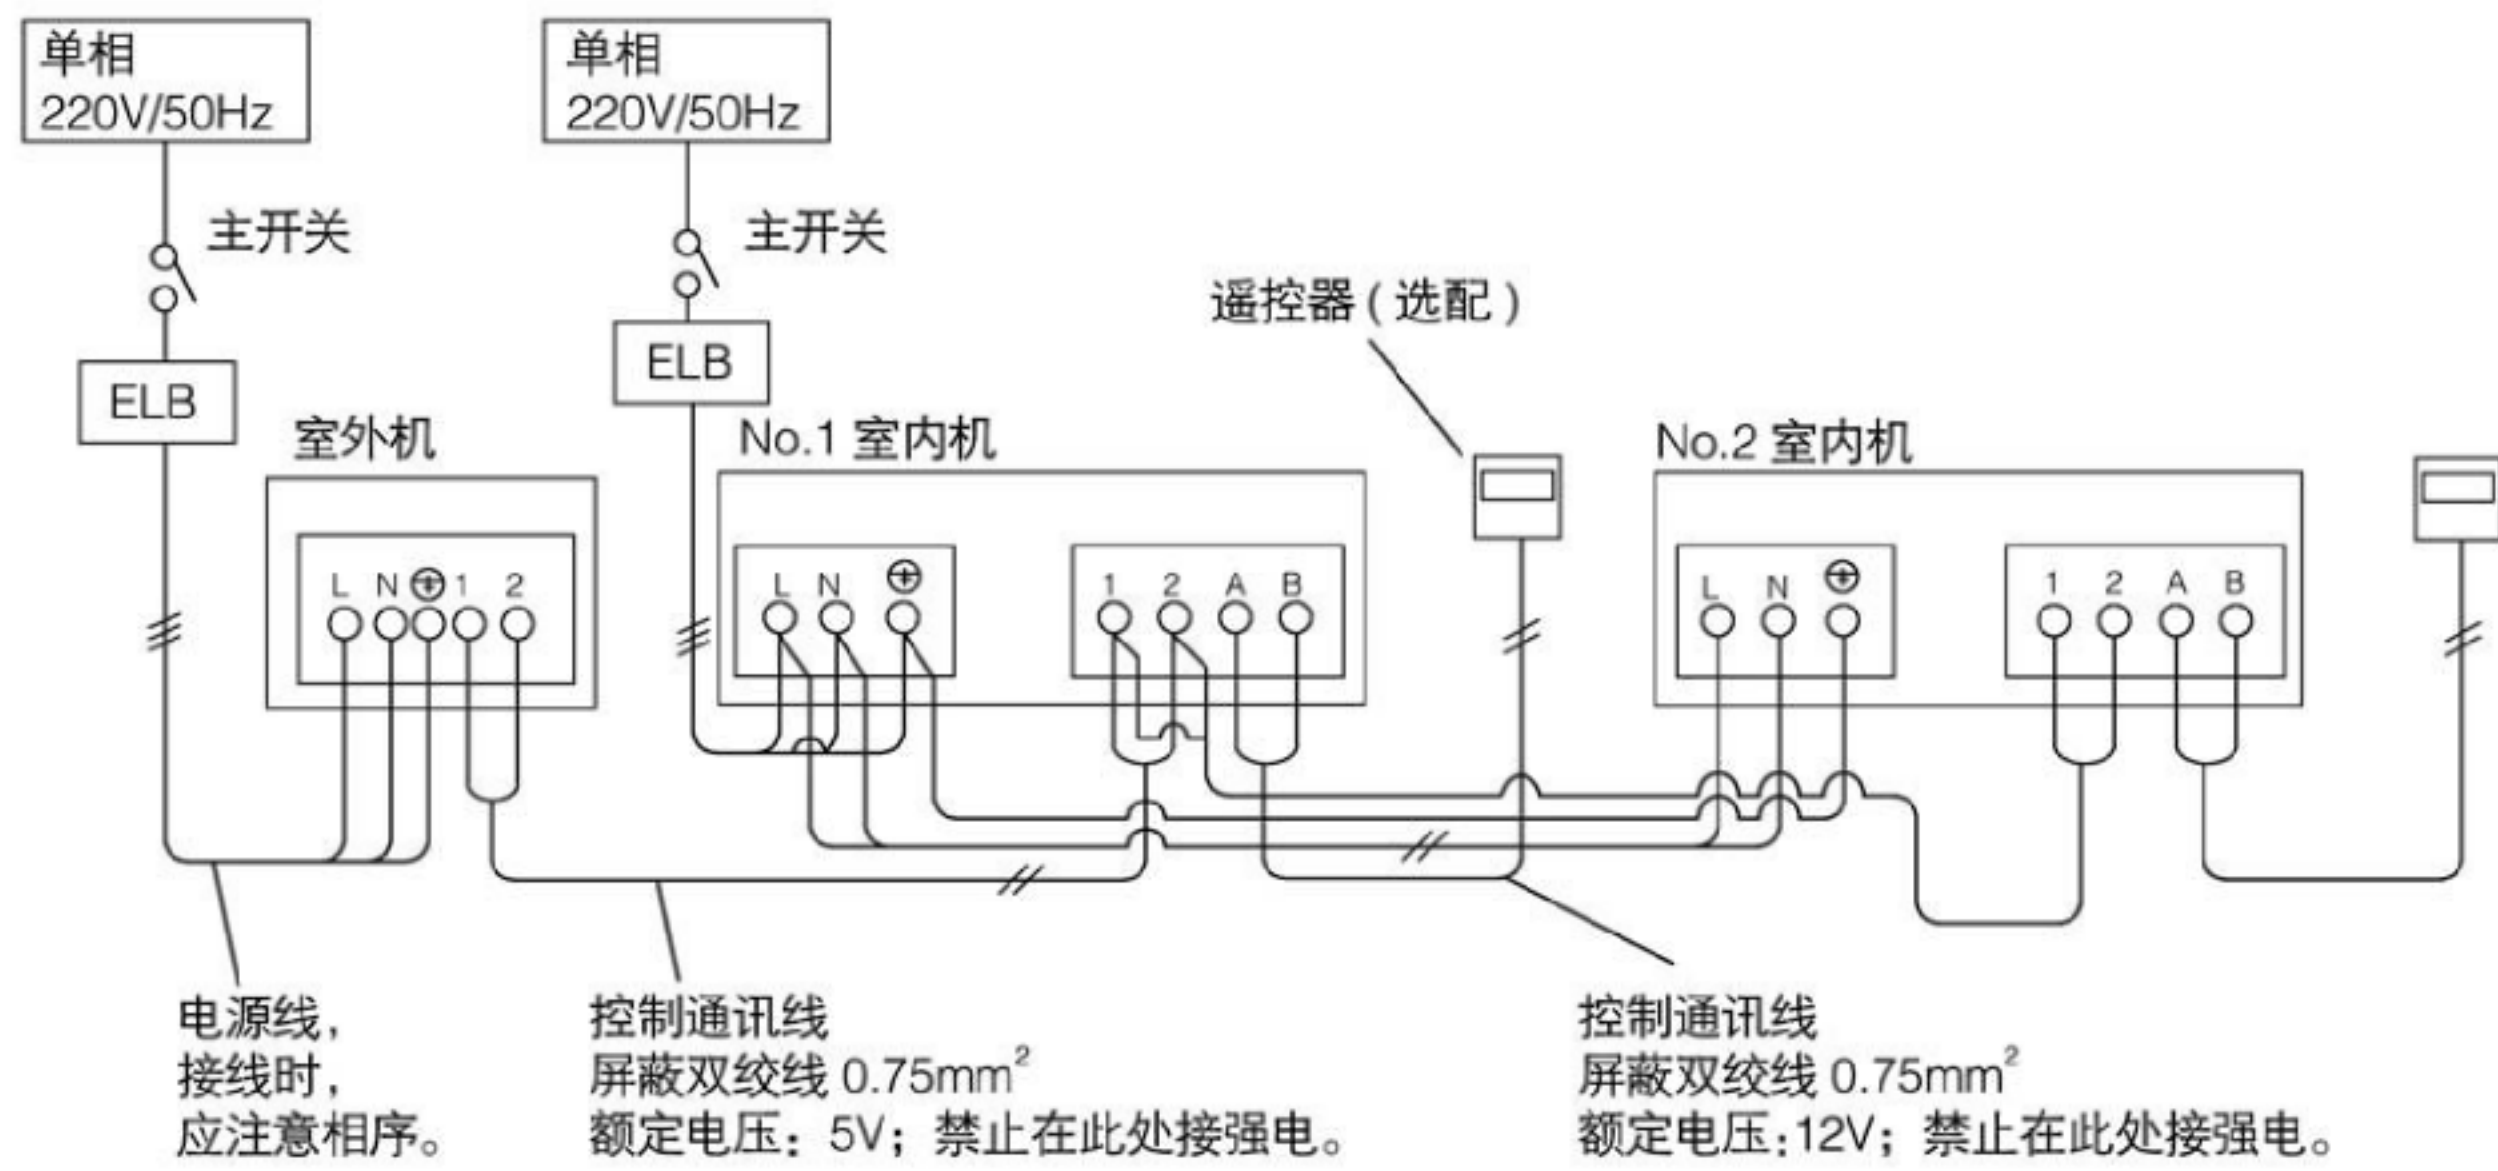 单相
220V/50Hz
单相
220V/50Hz
主开关
主开关
遥控器(选配)
ELB
ELB
室外机
No.1 室内机
No.2 室内机
L N 1 2
L N
1 2 A B
L N
1 2 A B
电源线,
接线时,
应注意相序。
控制通讯线
屏蔽双绞线 0.75mm²
额定电压: 5V; 禁止在此处接强电。
控制通讯线
屏蔽双绞线 0.75mm²
额定电压:12V; 禁止在此处接强电。